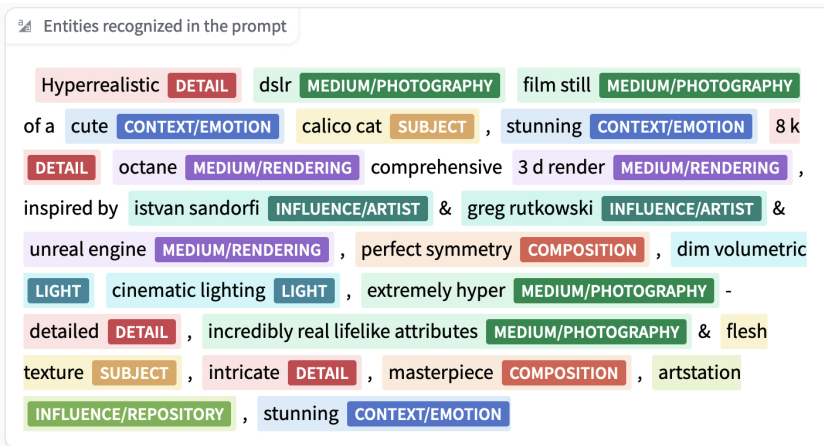 Entities recognized in the prompt
Hyperrealistic DETAIL dslr MEDIUM/PHOTOGRAPHY film still MEDIUM/PHOTOGRAPHY
of a cute CONTEXT/EMOTION calico cat SUBJECT , stunning CONTEXT/EMOTION 8 k
DETAIL octane MEDIUM/RENDERING comprehensive 3 d render MEDIUM/RENDERING ,
inspired by istvan sandorfi INFLUENCE/ARTIST & greg rutkowski INFLUENCE/ARTIST &
unreal engine MEDIUM/RENDERING , perfect symmetry COMPOSITION , dim volumetric
LIGHT cinematic lighting LIGHT , extremely hyper MEDIUM/PHOTOGRAPHY -
detailed DETAIL , incredibly real lifelike attributes MEDIUM/PHOTOGRAPHY & flesh
texture SUBJECT , intricate DETAIL , masterpiece COMPOSITION , artstation
INFLUENCE/REPOSITORY , stunning CONTEXT/EMOTION